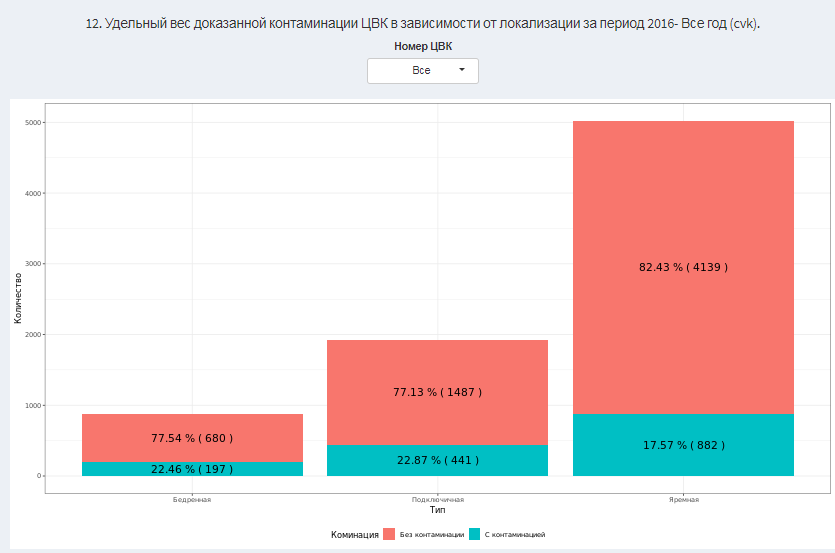 12. Удельный вес доказанной контаминации ЦВК в зависимости от локализации за период 2016- Все год (cvk).
Номер ЦВК
Все
Количество
5000
4000
3000
2000
1000
0
77.54 % ( 680 )
22.46 % ( 197 )
77.13 % ( 1487 )
22.87 % ( 441 )
82.43 % ( 4139 )
17.57 % ( 882 )
Бедренная Подключичная Яремная
Тип
Коминация Без контаминации С контаминацией